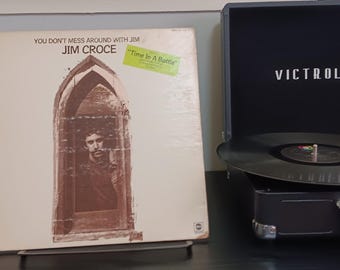 YOU DON'T MESS AROUND WITH JIM
JIM CROCE
"Time In A Bottle"
VICTROL